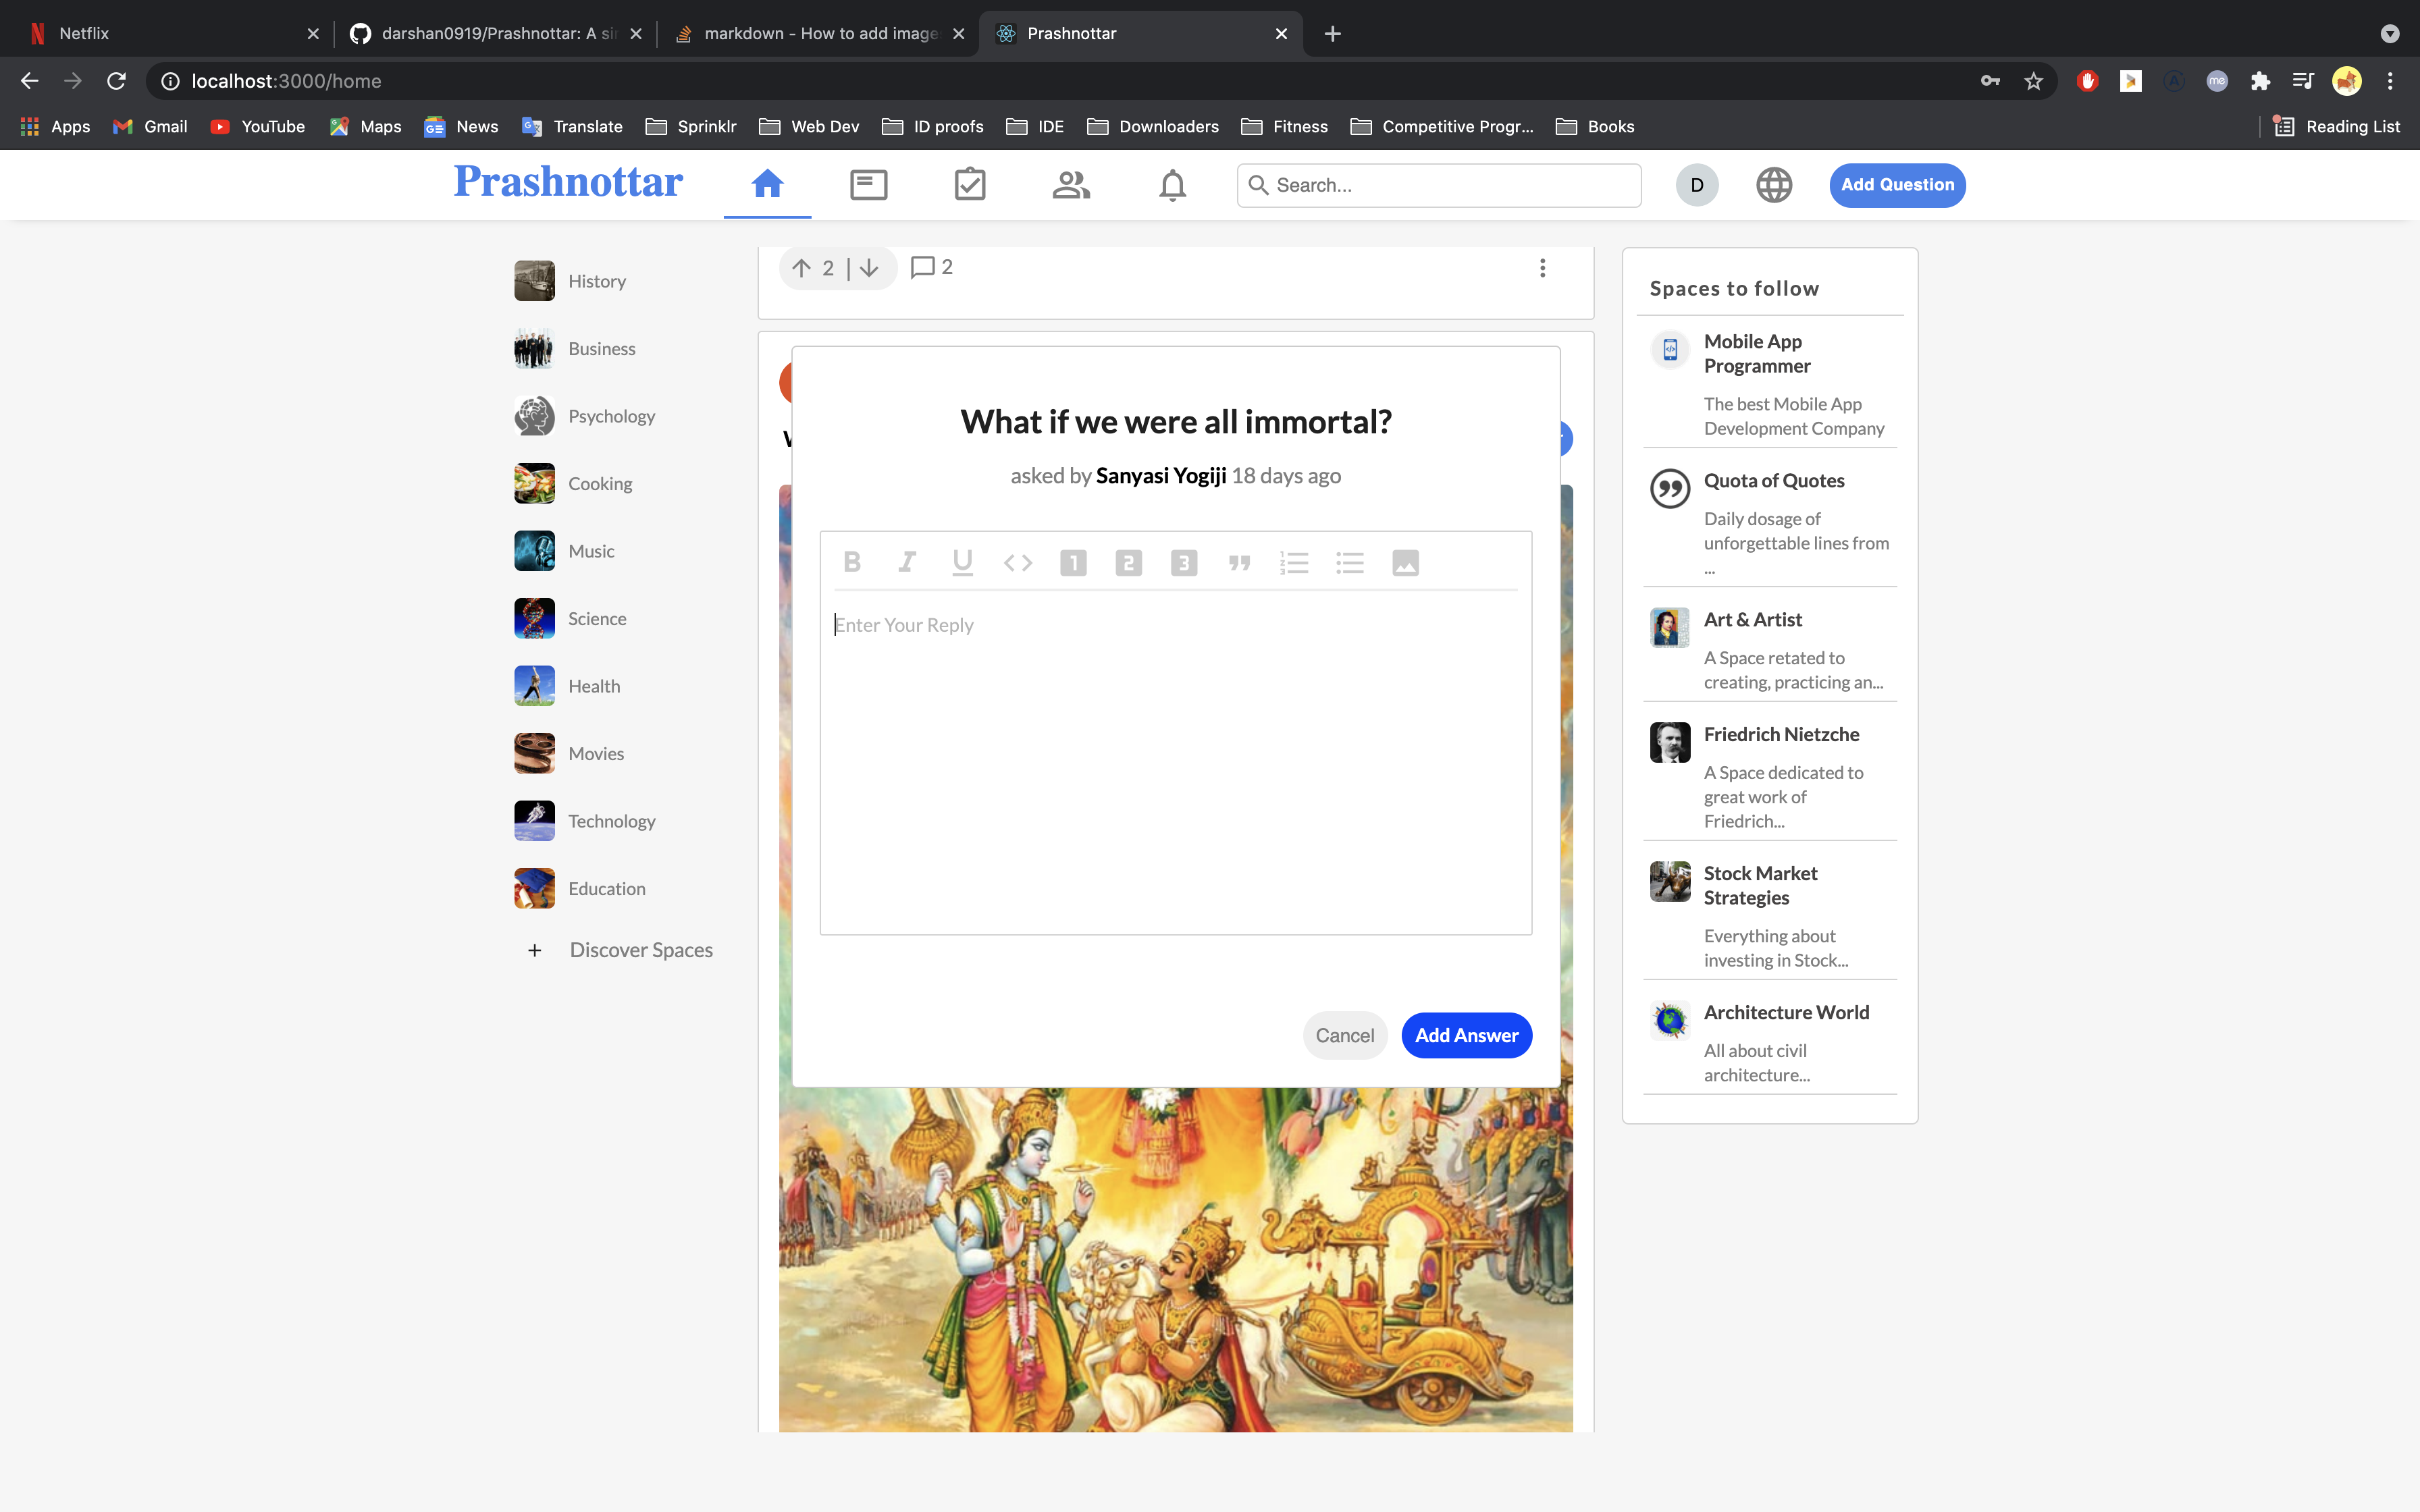 Netflix
darshan0919/Prashnottar: A si
markdown - How to add image
Prashnottar
localhost:3000/home
Apps
Gmail
YouTube
Maps
News
Translate
Sprinklr
Web Dev
ID proofs
IDE
Downloaders
Fitness
Competitive Progr...
Books
Reading List
Prashnottar
Search...
D
Add Question
History
Business
Psychology
Cooking
Music
Science
Health
Movies
Technology
Education
+ Discover Spaces
2 | 2
What if we were all immortal?
asked by Sanyasi Yogiji 18 days ago
B I U <> 1 2 3
Enter Your Reply
Cancel
Add Answer
Spaces to follow
Mobile App
Programmer
The best Mobile App
Development Company
Quota of Quotes
Daily dosage of
unforgettable lines from
...
Art & Artist
A Space retated to
creating, practicing an...
Friedrich Nietzche
A Space dedicated to
great work of
Friedrich...
Stock Market
Strategies
Everything about
investing in Stock...
Architecture World
All about civil
architecture...